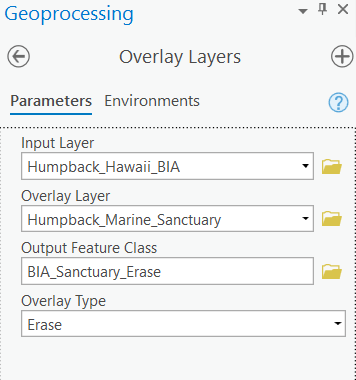 Geoprocessing
Overlay Layers
Parameters Environments
?
Input Layer
Humpback_Hawaii_BIA
Overlay Layer
Humpback_Marine_Sanctuary
Output Feature Class
BIA_Sanctuary_Erase
Overlay Type
Erase